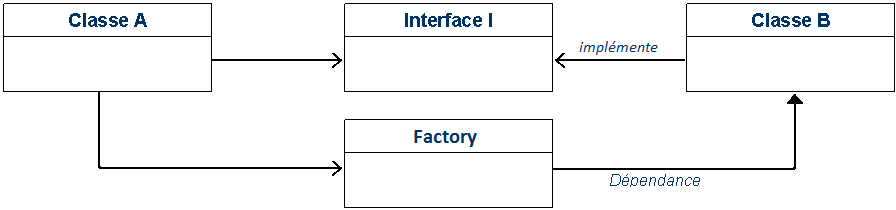 Classe A
Interface I
Classe B
implémente
Factory
Dépendance